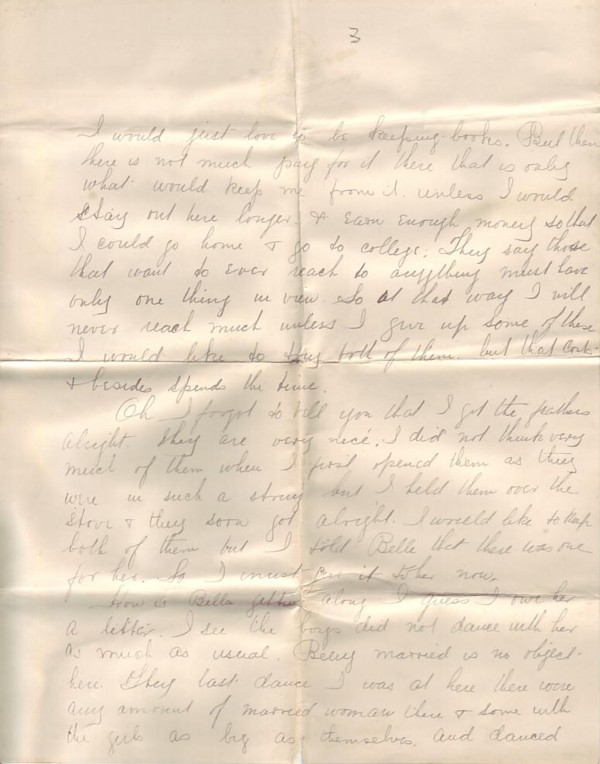 3
I would just love to be keeping books. But then
there is not much pay for it here that is only
what would keep me from it. unless I would
stay out here longer. & earn enough money so that
I could go home & go to college. They say those
that want to ever reach to anything must have
only one thing in view. So at that way I will
never reach much unless I give up some of these
I would like to both of them. but that
& besides spends the time.
Oh I forgot to tell you that I got the feathers
alright they are very nice. I did not think very
much of them when I first opened them as they
were in such a string but I held them over the
stove & they soon got alright. I would like to keep
both of them but I told Bella that there was one
for her. So I must giv it to her now.
How is Bella getting along I guess I owe her
a letter. I see the boys did not dance with her
as much as usual. Being married is no object
here. They last dance I was at here there were
any amount of married woman there & some with
the girls as big as themselves. and danced